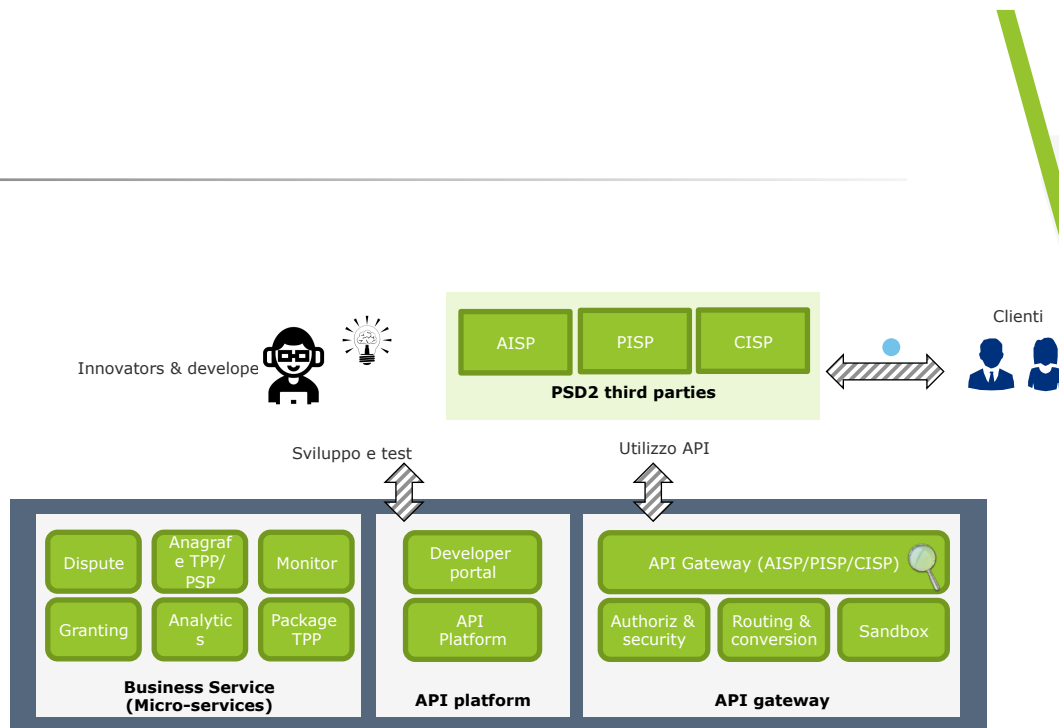 Clienti
AISP
PISP
CISP
Innovators & develope
PSD2 third parties
Sviluppo e test
Utilizzo API
Dispute
Anagraf
e TPP/
PSP
Monitor
Developer
portal
API Gateway (AISP/PISP/CISP)
Granting
Analytic
s
Package
TPP
API
Platform
Authoriz &
security
Routing &
conversion
Sandbox
Business Service
(Micro-services)
API platform
API gateway